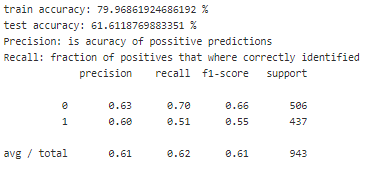 train accuracy: 79.96861924686192 %
test accuracy: 61.6118769883351 %
Precision: is acuracy of possitive predictions
Recall: fraction of positives that where correctly identified
precision recall f1-score support
0 0.63 0.70 0.66 506
1 0.60 0.51 0.55 437
avg / total 0.61 0.62 0.61 943